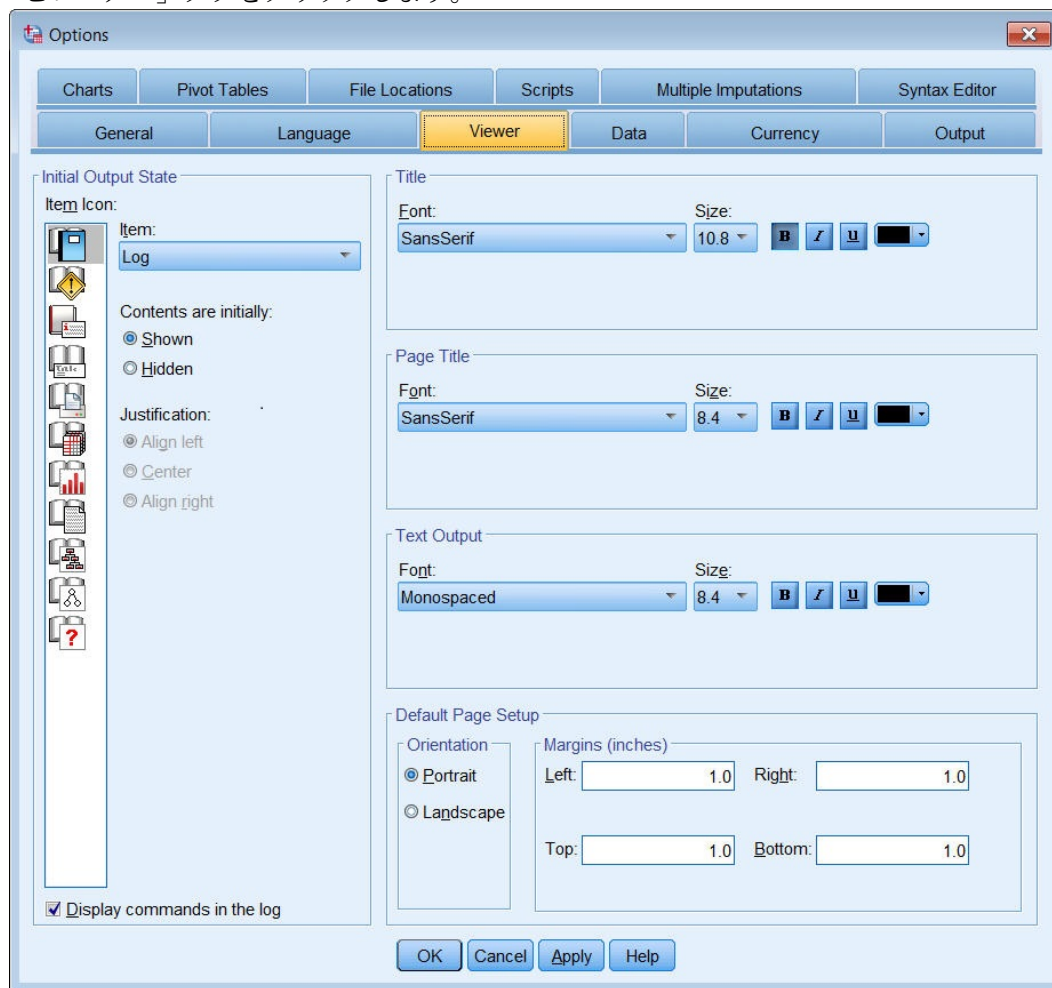 Options
Charts Pivot Tables File Locations Scripts Multiple Imputations Syntax Editor
General Language Viewer Data Currency Output
Initial Output State
Item Icon:
Item:
Log
Contents are initially:
Shown
Hidden
Justification:
Align left
Center
Align right
Display commands in the log
Title
Font: Size:
SansSerif 10.8 B I U
Page Title
Font: Size:
SansSerif 8.4 B I U
Text Output
Font: Size:
Monospaced 8.4 B I U
Default Page Setup
Orientation
Portrait
Landscape
Margins (inches)
Left: 1.0 Right: 1.0
Top: 1.0 Bottom: 1.0
OK Cancel Apply Help